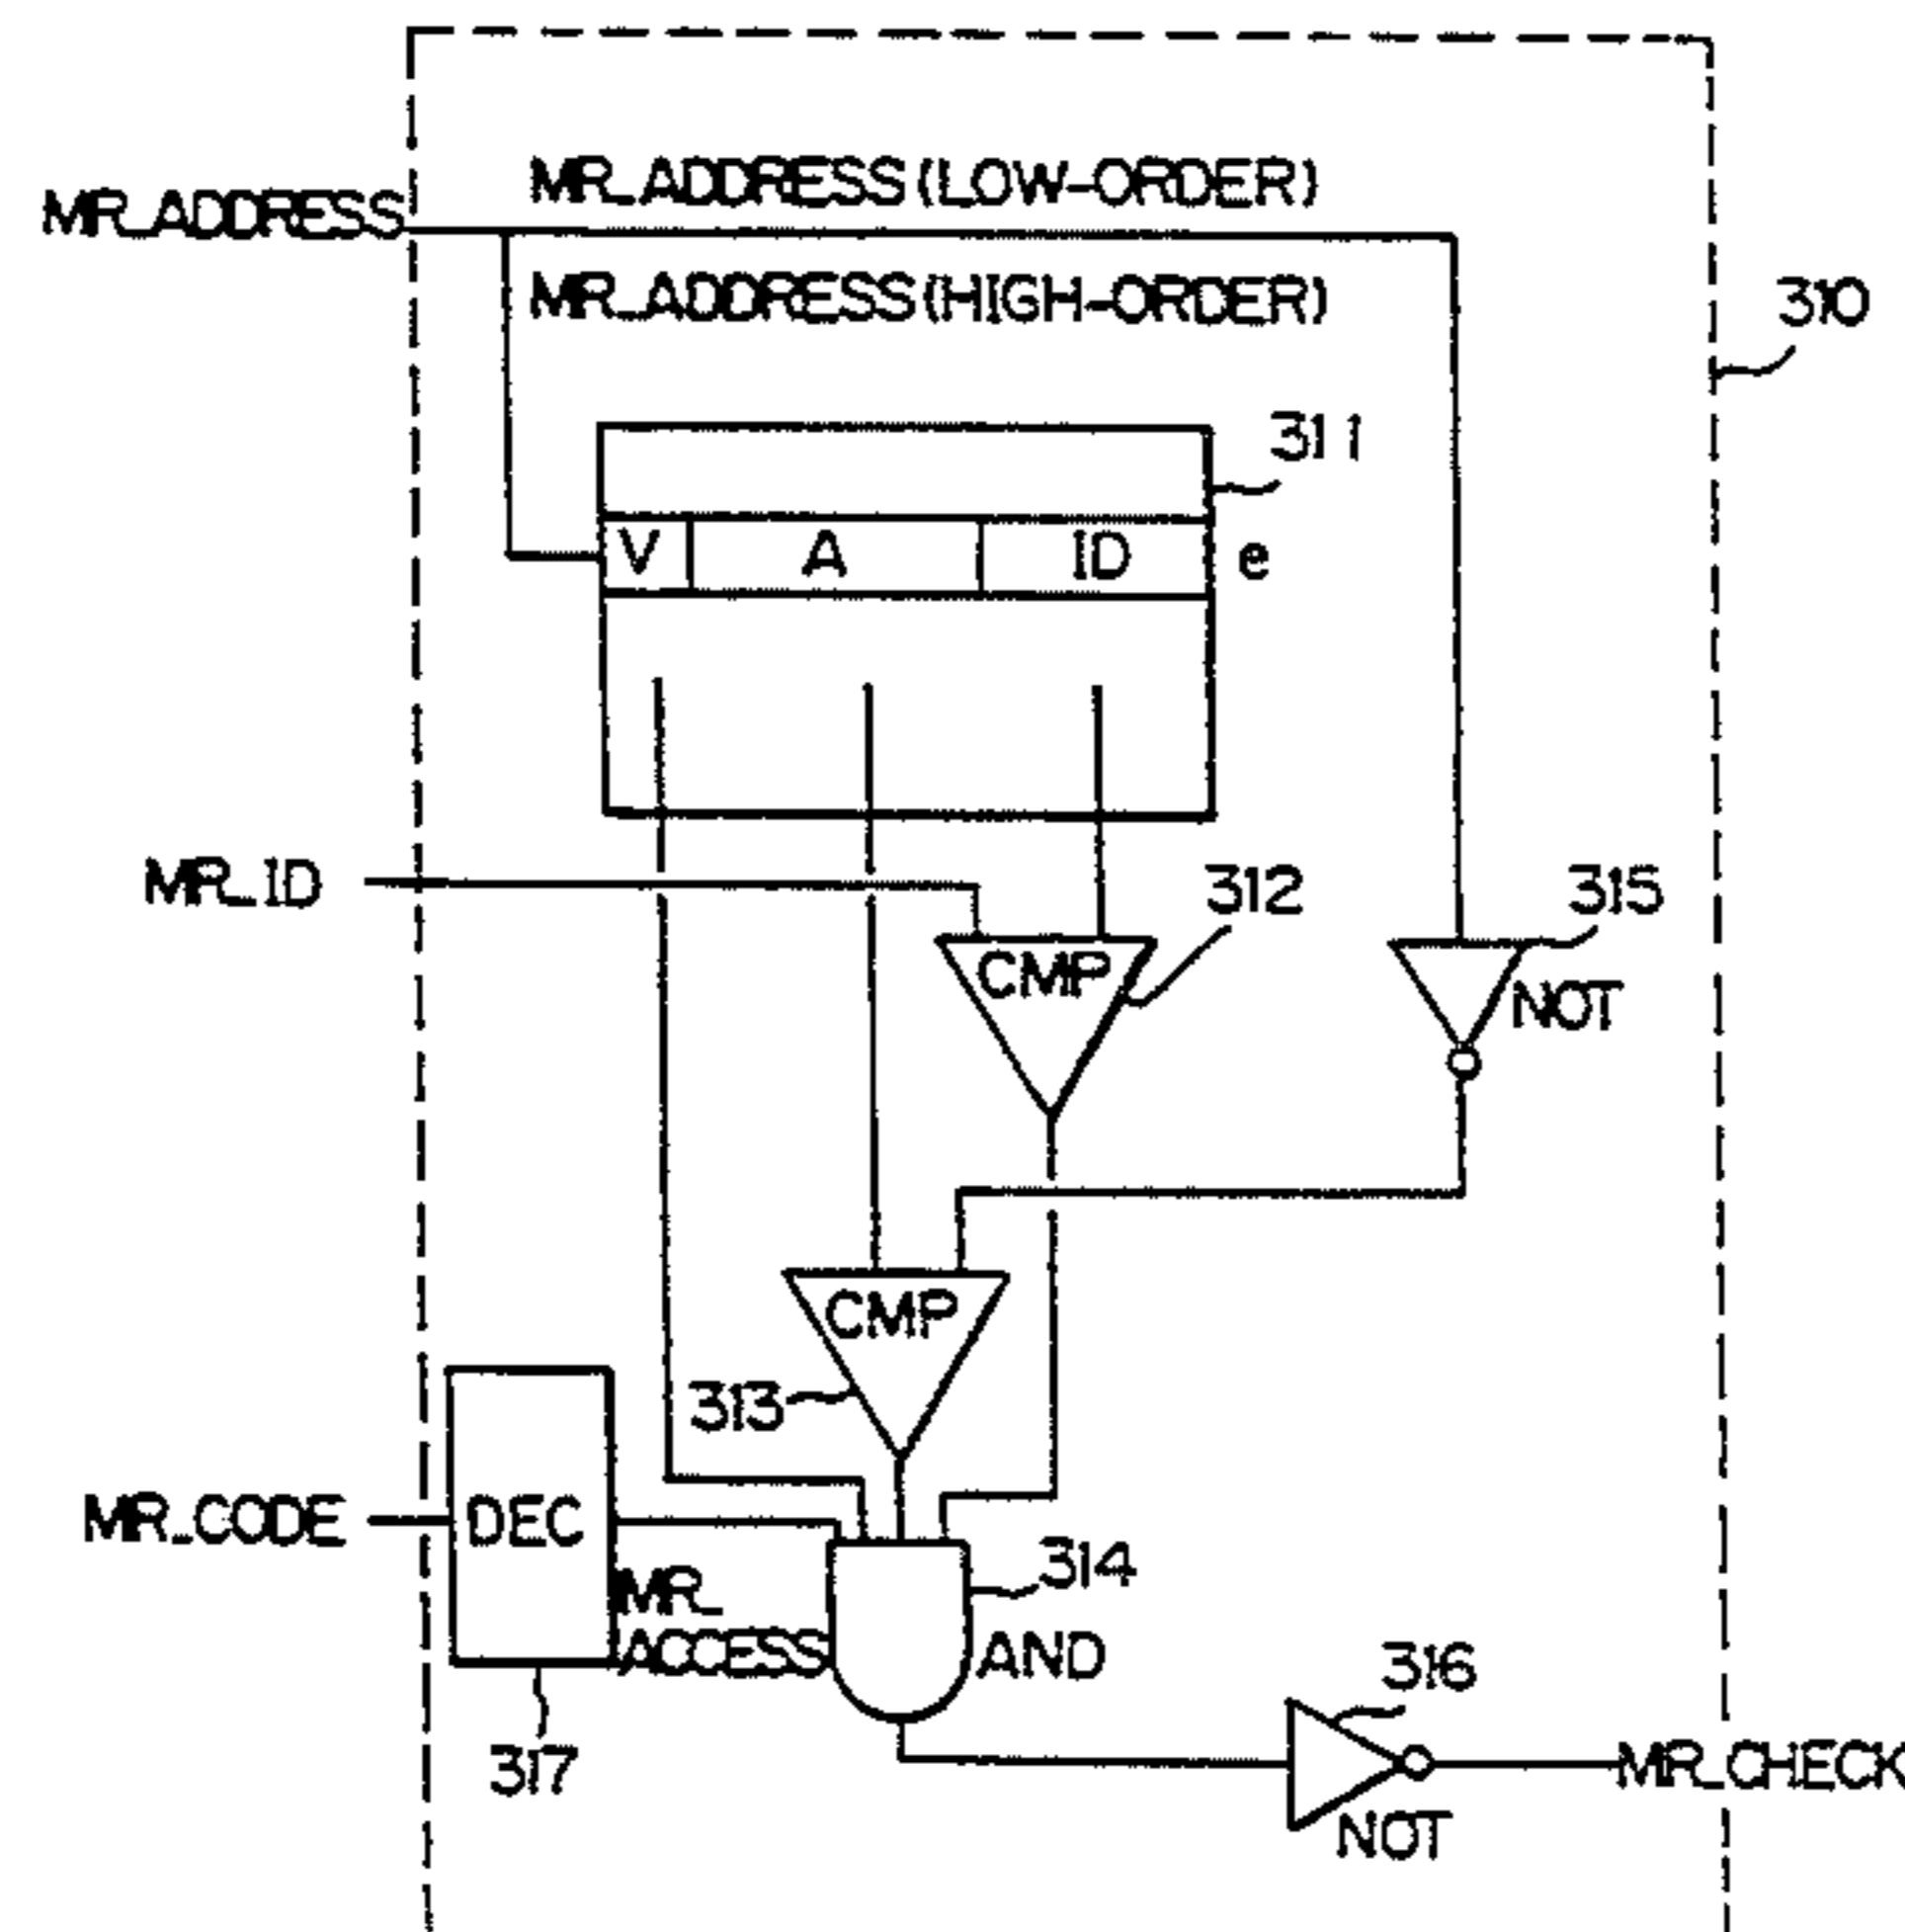 MR_ADDRESS(LOW-ORDER)
MR_ADDRESS
MR_ADDRESS(HIGH-ORDER)
310
311
V A ID e
MR_ID
312
315
CMP
NOT
CMP
313
MR_CODE
DEC
314
MR_
ACCESS
AND
316
317
MR_CHECK
NOT